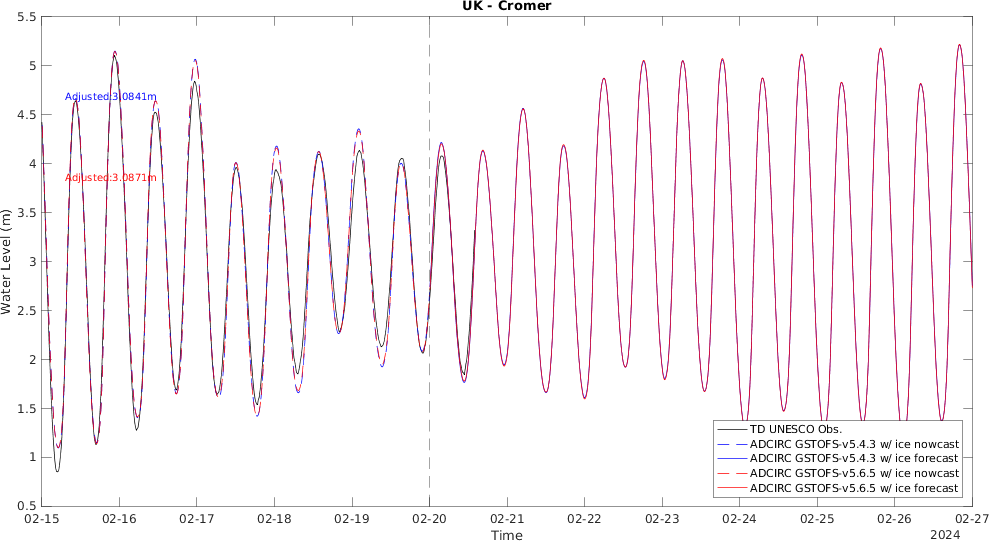 UK - Cromer
5.5
5
4.5
4
3.5
3
2.5
2
1.5
1
0.5
Water Level (m)
Adjusted:3.0841m
Adjusted:3.0871m
TD UNESCO Obs.
ADCIRC GSTOFS-v5.4.3 w/ ice nowcast
ADCIRC GSTOFS-v5.4.3 w/ ice forecast
ADCIRC GSTOFS-v5.6.5 w/ ice nowcast
ADCIRC GSTOFS-v5.6.5 w/ ice forecast
02-15 02-16 02-17 02-18 02-19 02-20 02-21 02-22 02-23 02-24 02-25 02-26 02-27
Time
2024